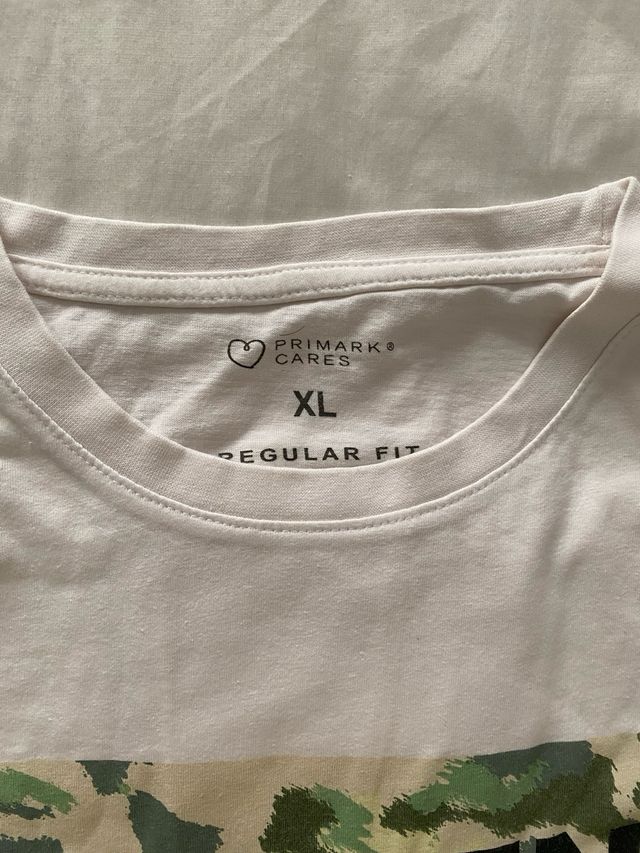 PRIMARK®
CARES
XL
REGULAR FIT